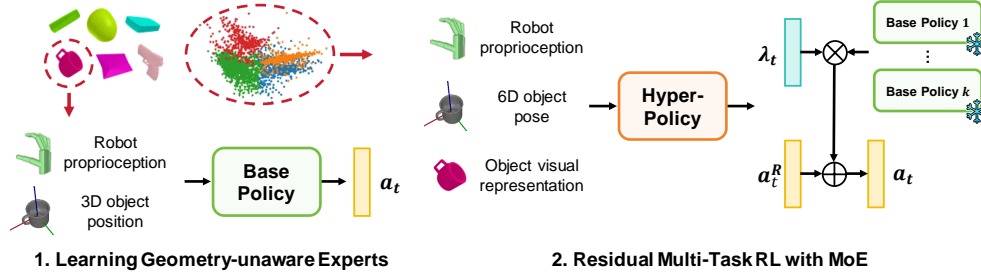 Robot
proprioception
3D object
position
Base
Policy
a_t
1. Learning Geometry-unaware Experts
Robot
proprioception
6D object
pose
Object visual
representation
Hyper-
Policy
λ_t
Base Policy 1
⋮
Base Policy k
a_t^R
a_t
2. Residual Multi-Task RL with MoE